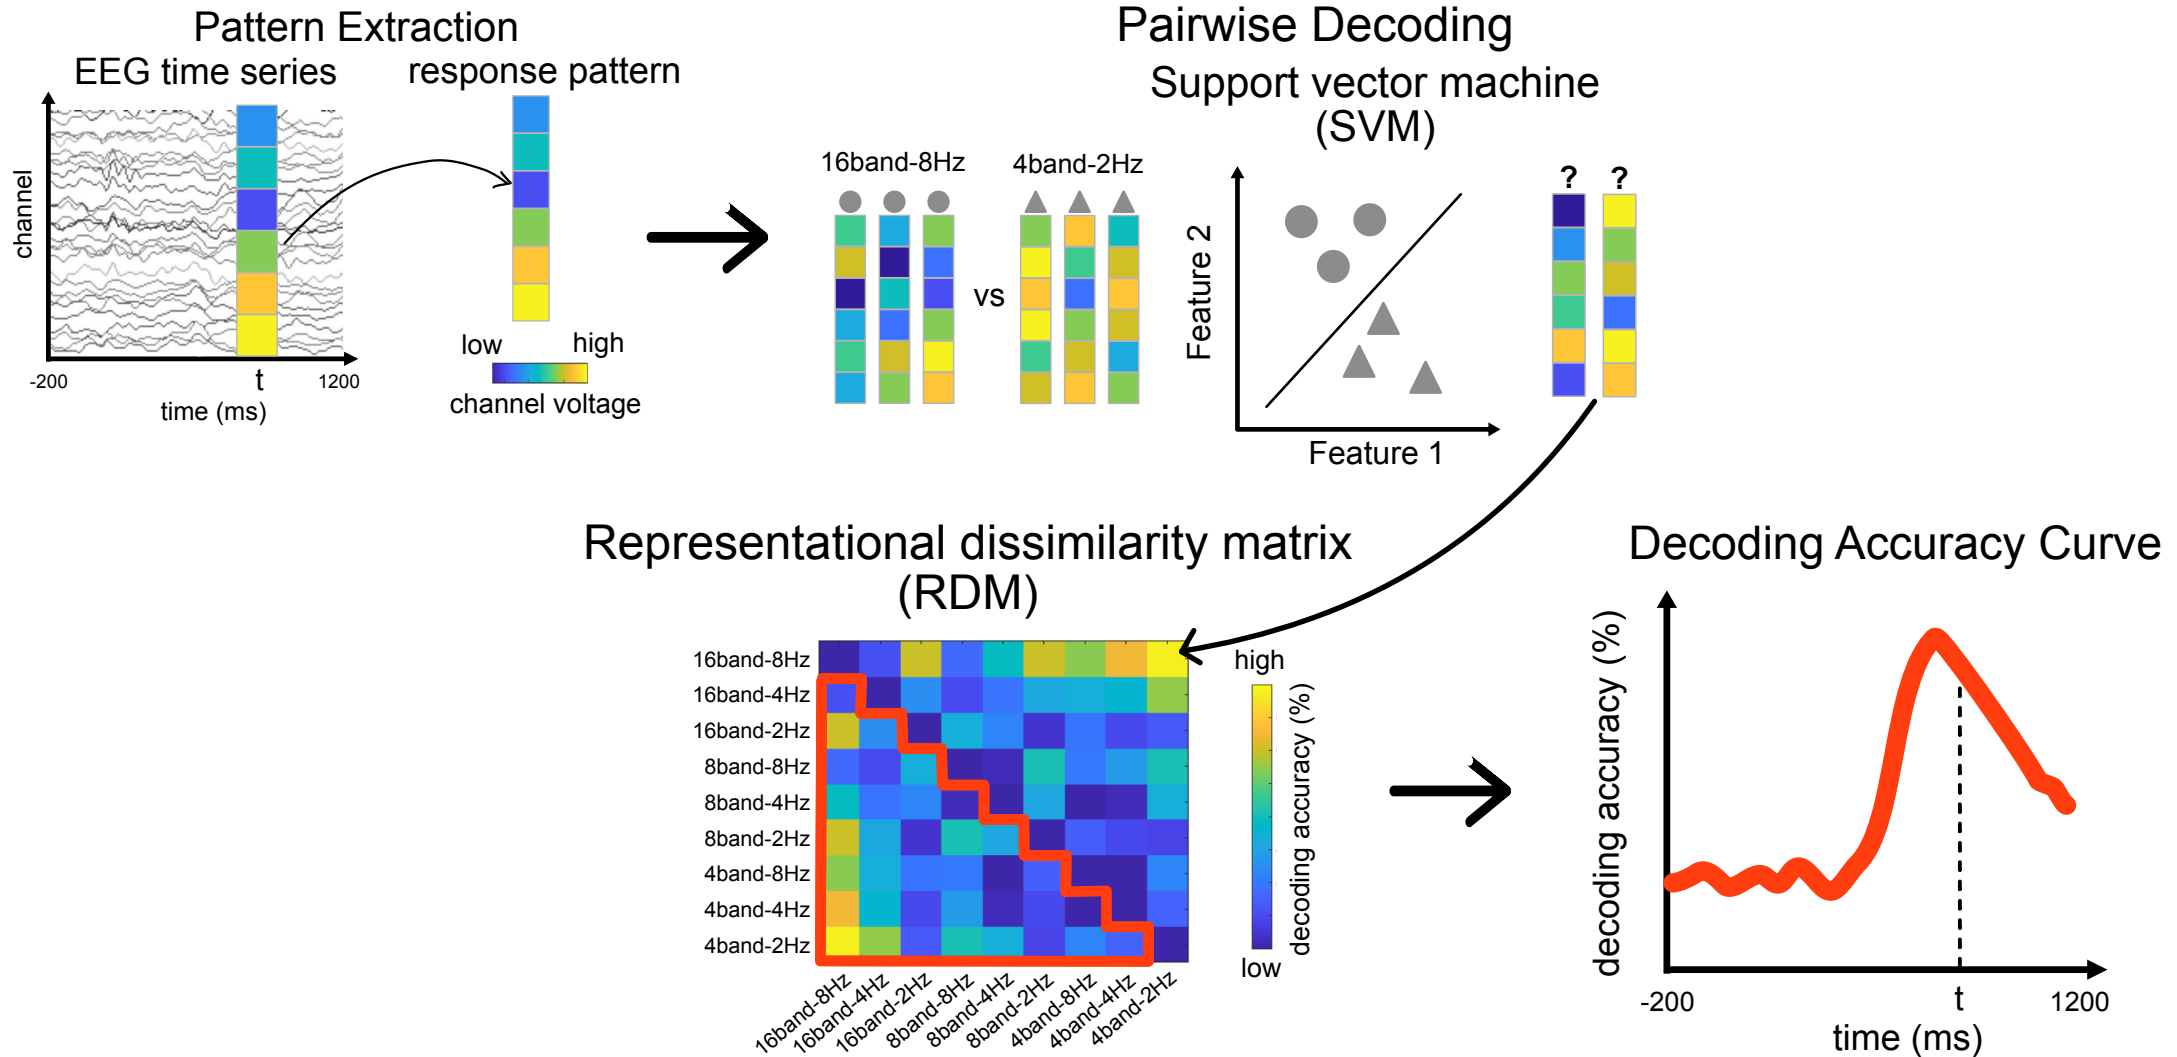 Pattern Extraction
EEG time series
response pattern
channel
-200
t
1200
time (ms)
low
high
channel voltage
Pairwise Decoding
Support vector machine
(SVM)
16band-8Hz
4band-2Hz
vs
Feature 2
Feature 1
?
?
Representational dissimilarity matrix
(RDM)
16band-8Hz
16band-4Hz
16band-2Hz
8band-8Hz
8band-4Hz
8band-2Hz
4band-8Hz
4band-4Hz
4band-2Hz
16band-8Hz
16band-4Hz
16band-2Hz
8band-8Hz
8band-4Hz
8band-2Hz
4band-8Hz
4band-4Hz
4band-2Hz
high
decoding accuracy (%)
low
Decoding Accuracy Curve
decoding accuracy (%)
-200
t
1200
time (ms)